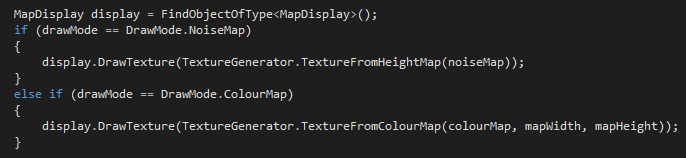 MapDisplay display = FindObjectOfType<MapDisplay>();
if (drawMode == DrawMode.NoiseMap)
{
    display.DrawTexture(TextureGenerator.TextureFromHeightMap(noiseMap));
}
else if (drawMode == DrawMode.ColourMap)
{
    display.DrawTexture(TextureGenerator.TextureFromColourMap(colourMap, mapWidth, mapHeight));
}